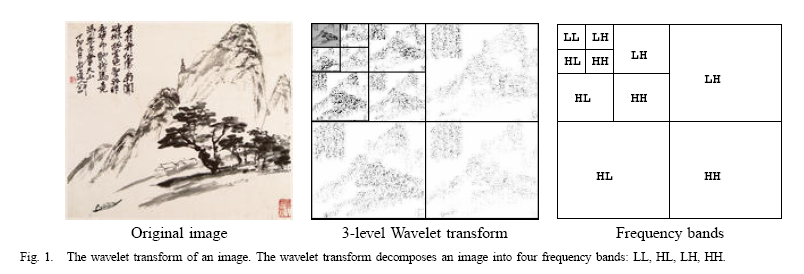 LL
LH
HL
HH
LH
HL
HH
LH
HL
HH
Original image
3-level Wavelet transform
Frequency bands
Fig. 1. The wavelet transform of an image. The wavelet transform decomposes an image into four frequency bands: LL, HL, LH, HH.